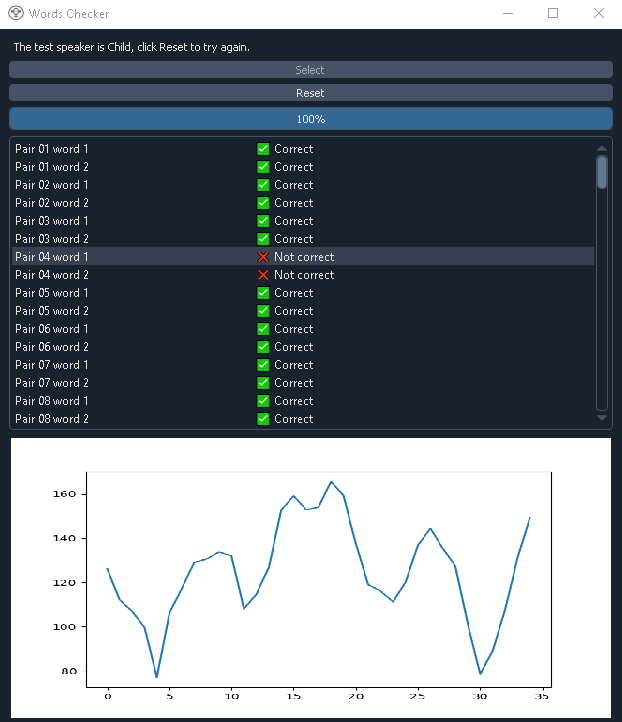 Words Checker
The test speaker is Child, click Reset to try again.
Select
Reset
100%
Pair 01 word 1 Correct
Pair 01 word 2 Correct
Pair 02 word 1 Correct
Pair 02 word 2 Correct
Pair 03 word 1 Correct
Pair 03 word 2 Correct
Pair 04 word 1 Not correct
Pair 04 word 2 Not correct
Pair 05 word 1 Correct
Pair 05 word 2 Correct
Pair 06 word 1 Correct
Pair 06 word 2 Correct
Pair 07 word 1 Correct
Pair 07 word 2 Correct
Pair 08 word 1 Correct
Pair 08 word 2 Correct
160
140
120
100
80
0 5 10 15 20 25 30 35